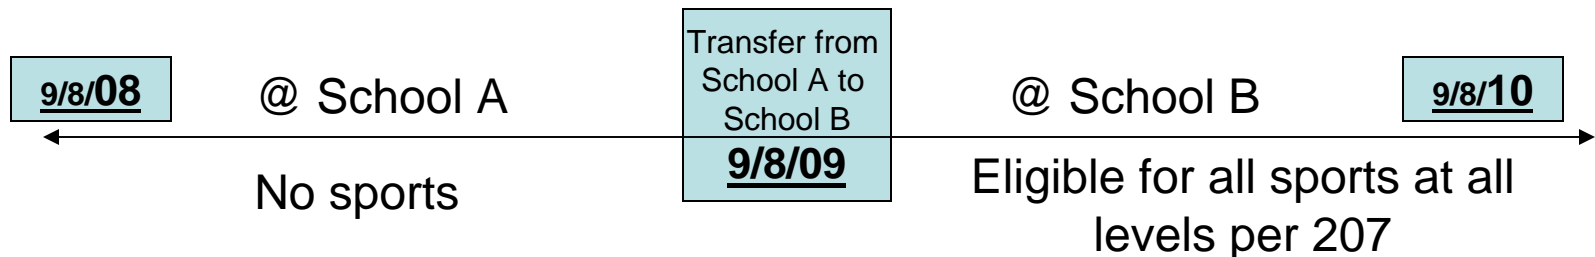 9/8/08
@ School A
No sports
Transfer from
School A to
School B
9/8/09
@ School B
9/8/10
Eligible for all sports at all
levels per 207